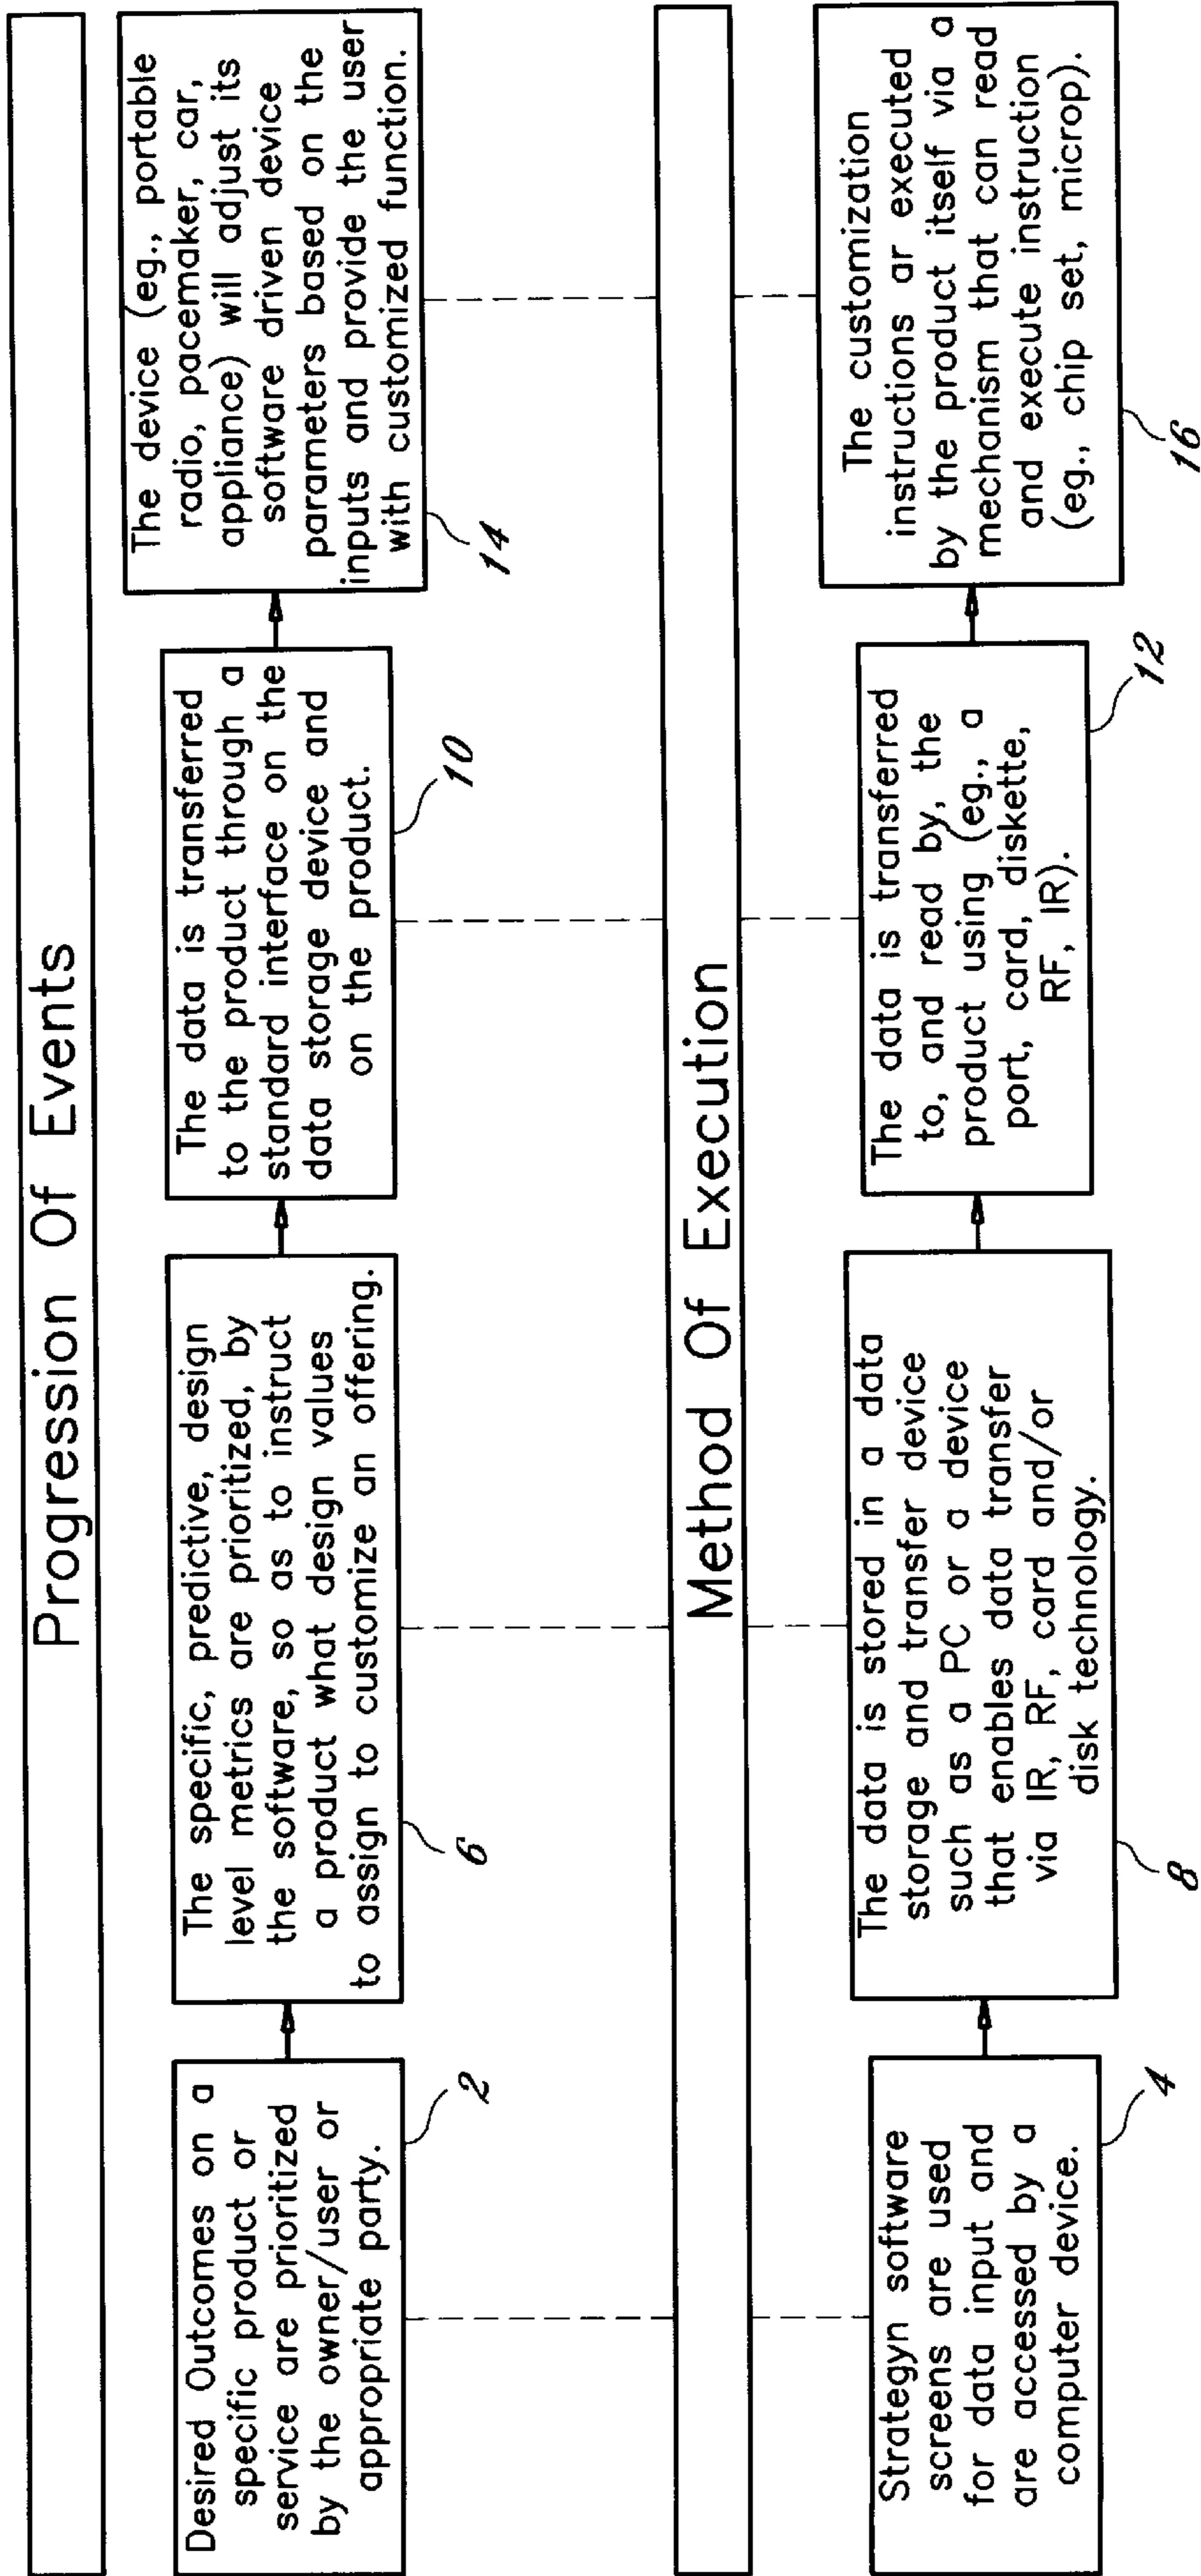 Progression Of Events
Desired Outcomes on a
specific product or
service are prioritized
by the owner/user or
appropriate party.
2
The specific, predictive, design
level metrics are prioritized, by
the software, so as to instruct
a product what design values
to assign to customize an offering.
6
The data is transferred
to the product through a
standard interface on the
data storage device and
on the product.
10
The device (eg., portable
radio, pacemaker, car,
appliance) will adjust its
software driven device
parameters based on the
inputs and provide the user
with customized function.
14
Method Of Execution
Strategyn software
screens are used
for data input and
are accessed by a
computer device.
4
The data is stored in a data
storage and transfer device
such as a PC or a device
that enables data transfer
via IR, RF, card and/or
disk technology.
8
The data is transferred
to, and read by, the
product using (eg., a
port, card, diskette,
RF, IR).
12
The customization
instructions ar executed
by the product itself via a
mechanism that can read
and execute instruction
(eg., chip set, microp).
16